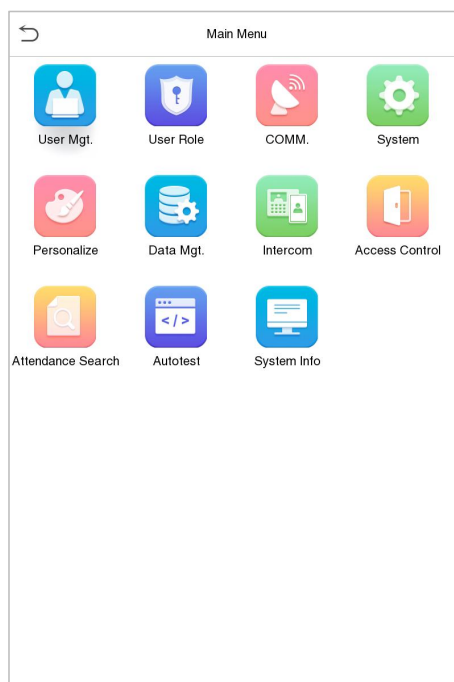 Main Menu
User Mgt. User Role COMM. System
Personalize Data Mgt. Intercom Access Control
</>
Attendance Search Autotest System Info